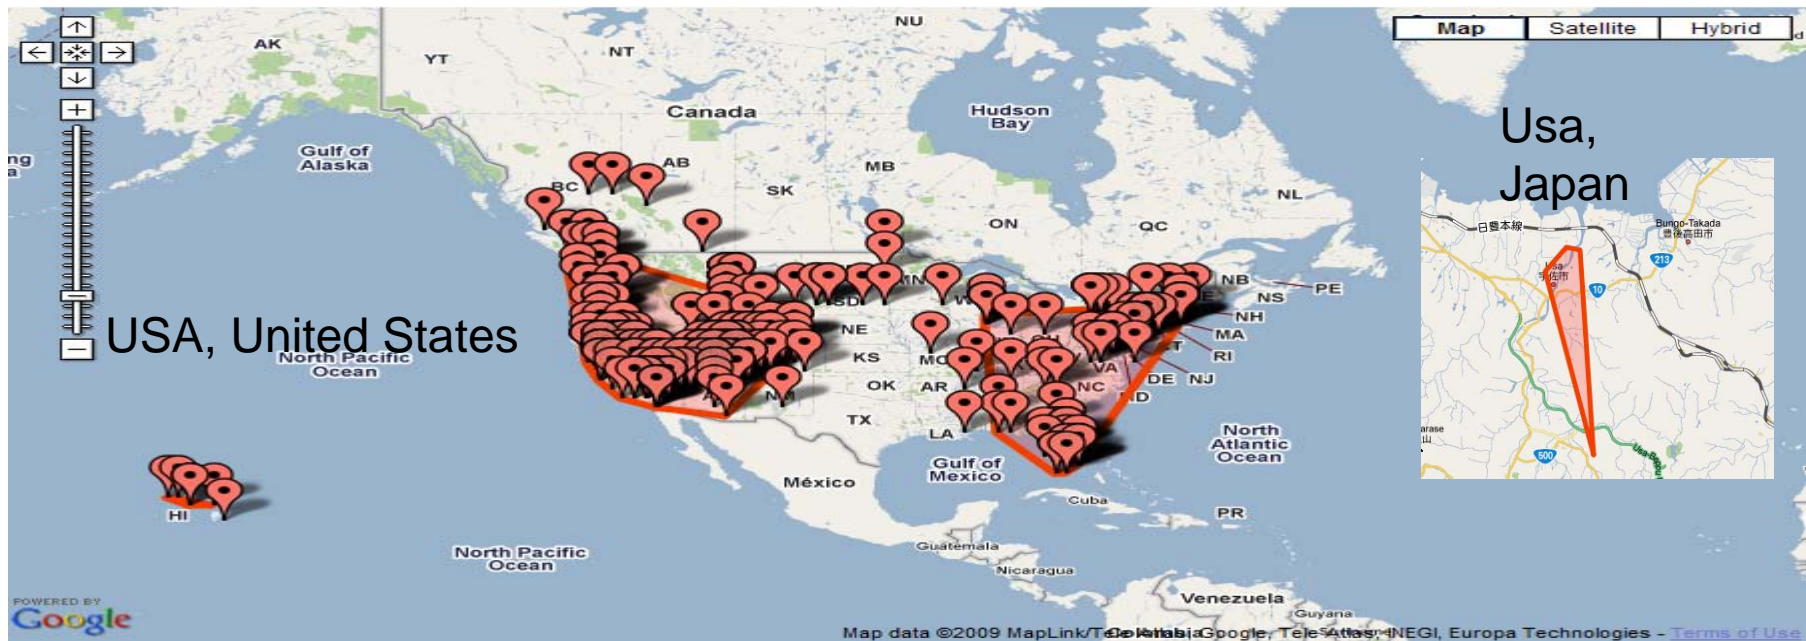 NU
AK
NT
YT
Map
Satellite
Hybrid
Canada
Hudson
Bay
Usa,
Japan
Gulf of
Alaska
AB
MB
SK
BC
NL
ON
QC
日豊本線
Bungo-Takada
豊後高田市
213
10
NB
PE
NS
SD
NH
USA, United States
North Pacific
Ocean
NE
MA
KS
RI
VA
OK
AR
NC
DE
NJ
TX
LA
North
Atlantic
Ocean
Gulf of
México
México
500
Cuba
HI
PR
North Pacific
Ocean
Guatemala
Nicaragua
Venezuela
Guyana
POWERED BY
Google
Terms of Use